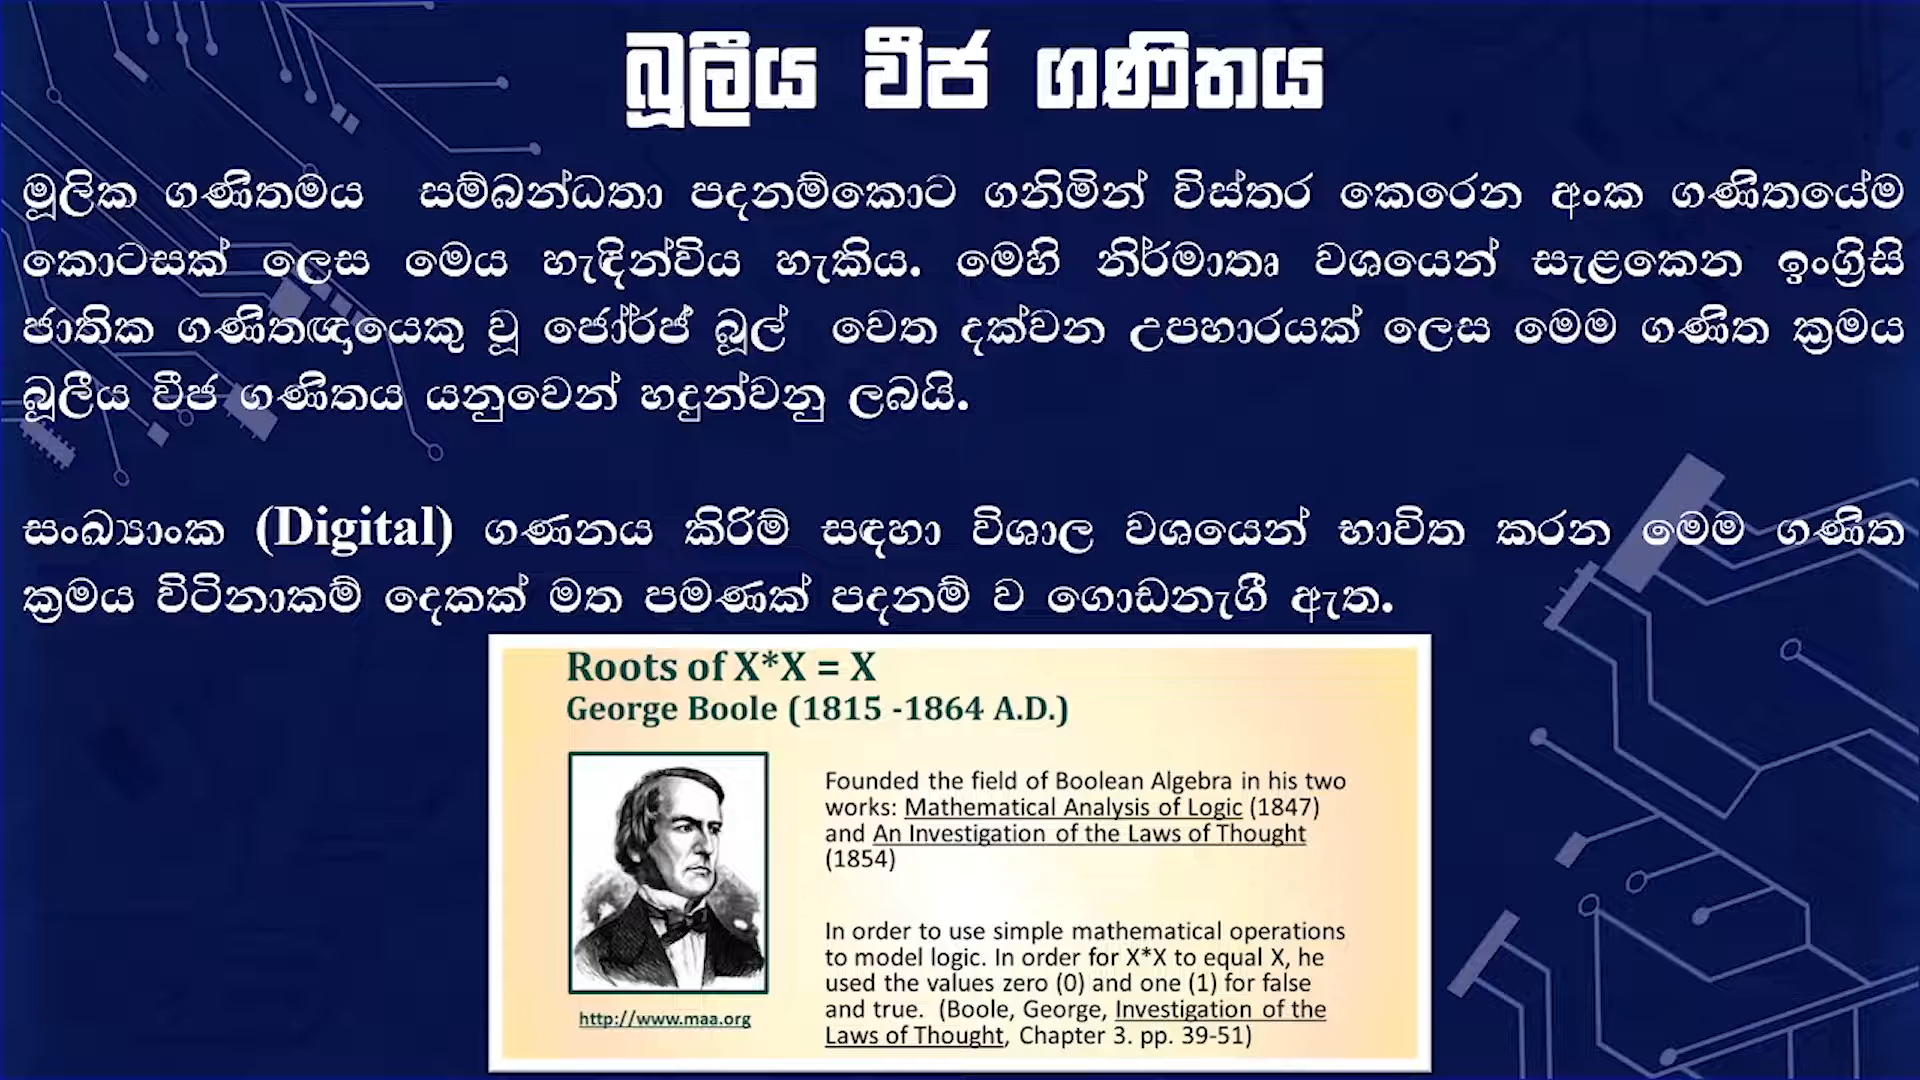 බූලීය වීජ ගණිතය
මූලික ගණිතමය සම්බන්ධතා පදනම්කොට ගනිමින් විස්තර කෙරෙන අංක ගණිතයේම
කොටසක් ලෙස මෙය හැඳින්විය හැකිය. මෙහි නිර්මාතෘ වශයෙන් සැළකෙන ඉංග්‍රිසි
ජාතික ගණිතඥයෙකු වූ ජෝර්ජ් බූල් වෙත දක්වන උපහාරයක් ලෙස මෙම ගණිත ක්‍රමය
බූලීය වීජ ගණිතය යනුවෙන් හදුන්වනු ලබයි.
සංඛ්‍යාංක (Digital) ගණනය කිරිම් සඳහා විශාල වශයෙන් භාවිත කරන මෙම ගණිත
ක්‍රමය විටිනාකම් දෙකක් මත පමණක් පදනම් ව ගොඩනැගී ඇත.
Roots of X*X = X
George Boole (1815 -1864 A.D.)
Founded the field of Boolean Algebra in his two
works: Mathematical Analysis of Logic (1847)
and An Investigation of the Laws of Thought
(1854)
In order to use simple mathematical operations
to model logic. In order for X*X to equal X, he
used the values zero (0) and one (1) for false
and true. (Boole, George, Investigation of the
Laws of Thought, Chapter 3. pp. 39-51)
http://www.maa.org